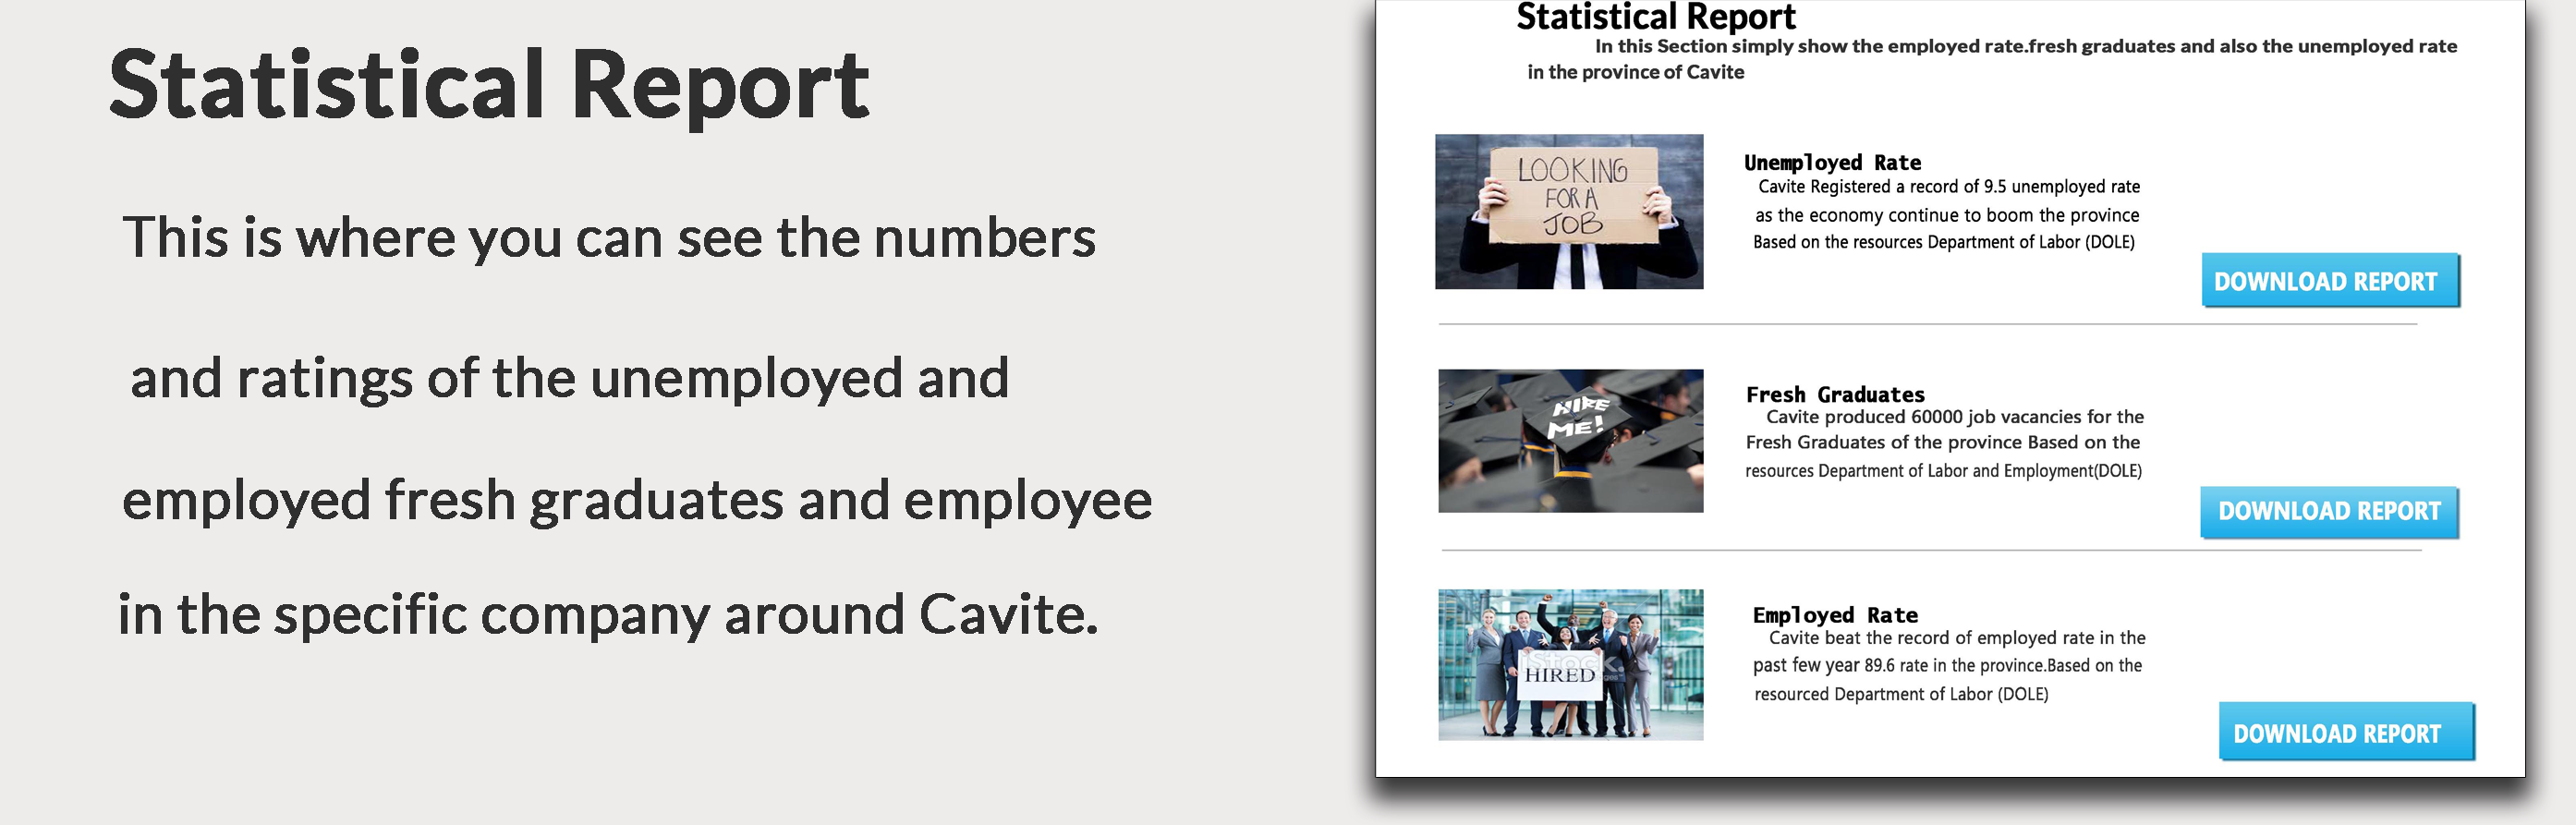 Statistical Report
This is where you can see the numbers
and ratings of the unemployed and
employed fresh graduates and employee
in the specific company around Cavite.
Statistical Report
In this Section simply show the employed rate.fresh graduates and also the unemployed rate
in the province of Cavite
LOOKING
FOR A
JOB
Unemployed Rate
Cavite Registered a record of 9.5 unemployed rate
as the economy continue to boom the province
Based on the resources Department of Labor (DOLE)
DOWNLOAD REPORT
HIRE
ME!
Fresh Graduates
Cavite produced 60000 job vacancies for the
Fresh Graduates of the province Based on the
resources Department of Labor and Employment(DOLE)
DOWNLOAD REPORT
iStock.
HIRED
Employed Rate
Cavite beat the record of employed rate in the
past few year 89.6 rate in the province.Based on the
resourced Department of Labor (DOLE)
DOWNLOAD REPORT